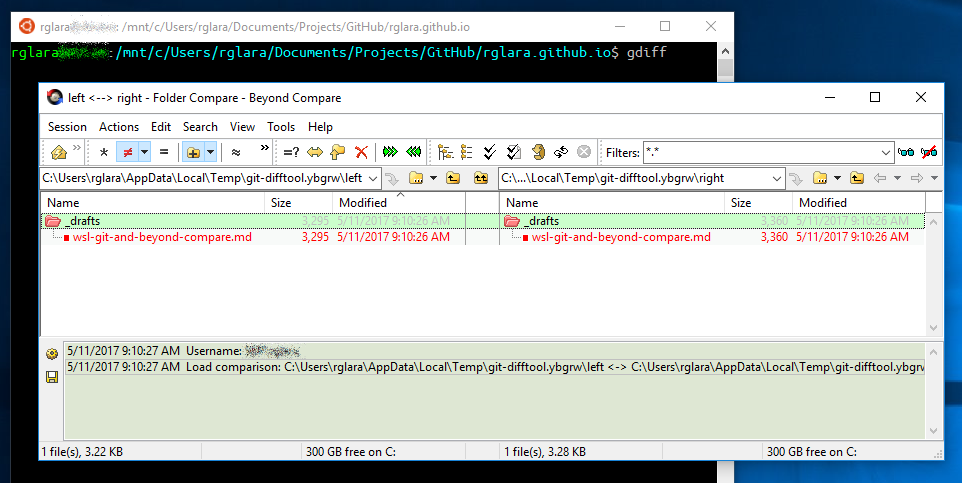 rglara : /mnt/c/Users/rglara/Documents/Projects/GitHub/rglara.github.io
rglara :/mnt/c/Users/rglara/Documents/Projects/GitHub/rglara.github.io$ gdiff
left <--> right - Folder Compare - Beyond Compare
Session Actions Edit Search View Tools Help
* ≠ = ≈ » =? Filters: *.*
C:\Users\rglara\AppData\Local\Temp\git-difftool.ybgrw\left C:\...\Local\Temp\git-difftool.ybgrw\right
Name Size Modified Name Size Modified
_drafts 3,295 5/11/2017 9:10:26 AM _drafts 3,360 5/11/2017 9:10:26 AM
wsl-git-and-beyond-compare.md 3,295 5/11/2017 9:10:26 AM wsl-git-and-beyond-compare.md 3,360 5/11/2017 9:10:26 AM
5/11/2017 9:10:27 AM Username:
5/11/2017 9:10:27 AM Load comparison: C:\Users\rglara\AppData\Local\Temp\git-difftool.ybgrw\left <-> C:\Users\rglara\AppData\Local\Temp\git-difftool.ybgrw
1 file(s), 3.22 KB 300 GB free on C: 1 file(s), 3.28 KB 300 GB free on C: